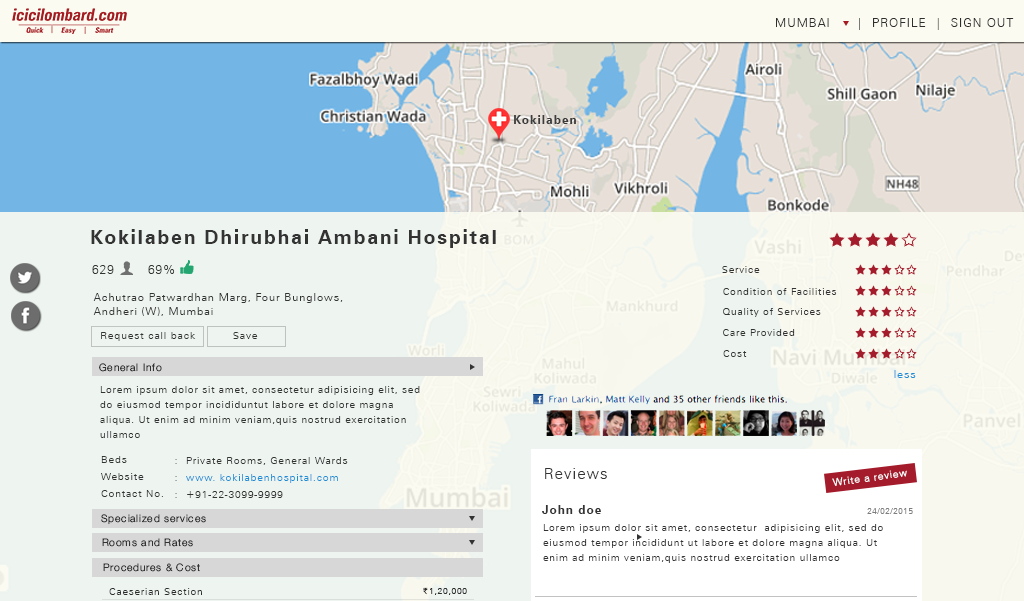 icicilombard.com
Quick | Easy | Smart
MUMBAI ▼ | PROFILE | SIGN OUT
Fazalbhoy Wadi
Christian Wada
Kokilaben
Airoli
Shill Gaon
Nilaje
NH48
Mohli
Vikhroli
Bonkode
Kokilaben Dhirubhai Ambani Hospital
BOM
Vashi
629
69%
Achutrao Patwardhan Marg, Four Bunglows,
Andheri (W), Mumbai
Request call back
Save
Service
Condition of Facilities
Quality of Services
Care Provided
Cost
less
Pendhar
Mankhurd
Worli
Mahul
Koliwada
Navi Mumbai
Diwale
Sewri
Koliwada
Panvel
Mumbai
General Info
Lorem ipsum dolor sit amet, consectetur adipisicing elit, sed
do eiusmod tempor incididuntut labore et dolore magna
aliqua. Ut enim ad minim veniam,quis nostrud exercitation
ullamco
Beds : Private Rooms, General Wards
Website : www. kokilabenhospital.com
Contact No. : +91-22-3099-9999
Specialized services
Rooms and Rates
Procedures & Cost
Caeserian Section ₹1,20,000
Fran Larkin, Matt Kelly and 35 other friends like this.
Reviews
Write a review
John doe
24/02/2015
Lorem ipsum dolor sit amet, consectetur adipisicing elit, sed do
eiusmod tempor incididunt ut labore et dolore magna aliqua. Ut
enim ad minim veniam,quis nostrud exercitation ullamco